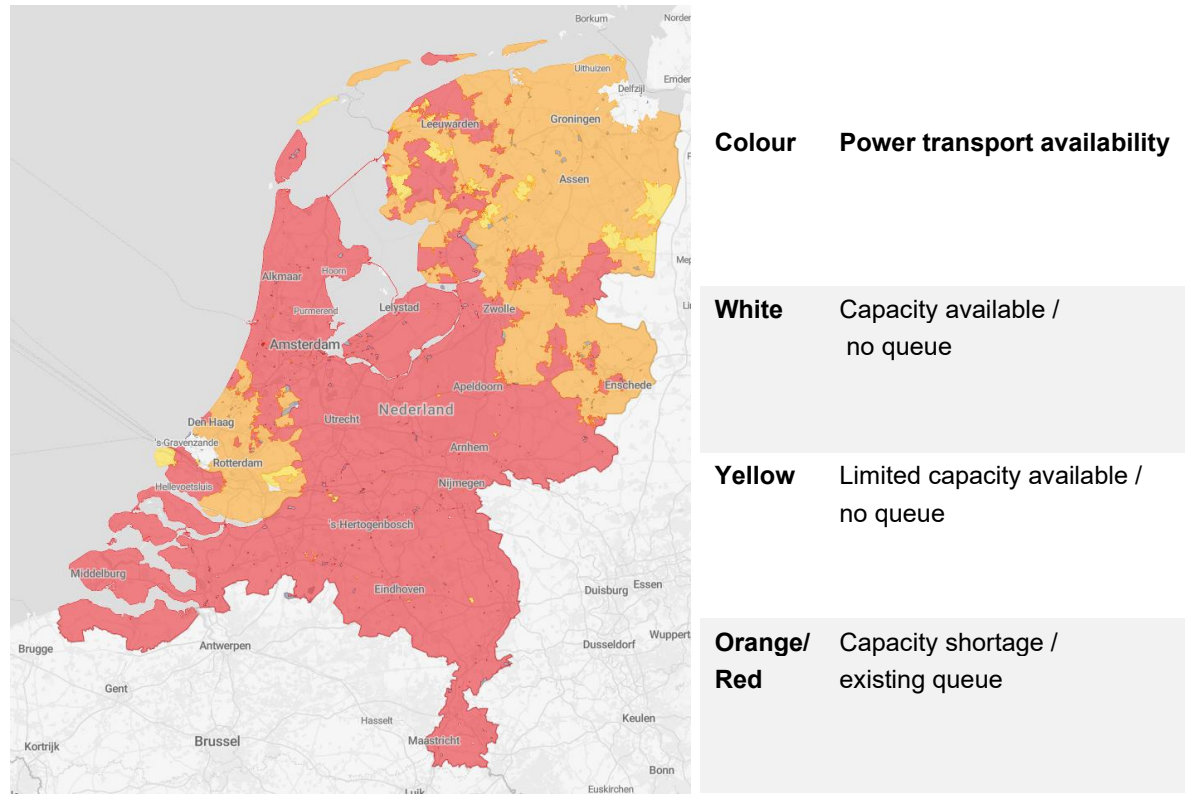 Borkum
Norder
Uithuizen
Delfzijl
Emder
Leeuwarden
Groningen
Assen
Mep
Alkmaar
Hoorn
Purmerend
Lelystad
Zwolle
Lin
Amsterdam
Apeldoorn
Enschede
Nederland
Utrecht
Den Haag
's-Gravenzande
Rotterdam
Arnhem
Hellevoetsluis
Nijmegen
's-Hertogenbosch
Middelburg
Eindhoven
Duisburg
Essen
Brugge
Antwerpen
Dusseldorf
Wuppert
Gent
Hasselt
Keulen
Kortrijk
Brussel
Maastricht
Bonn
Luik
Euskirchen
Colour Power transport availability
White Capacity available /
no queue
Yellow Limited capacity available /
no queue
Orange/ Capacity shortage /
Red existing queue